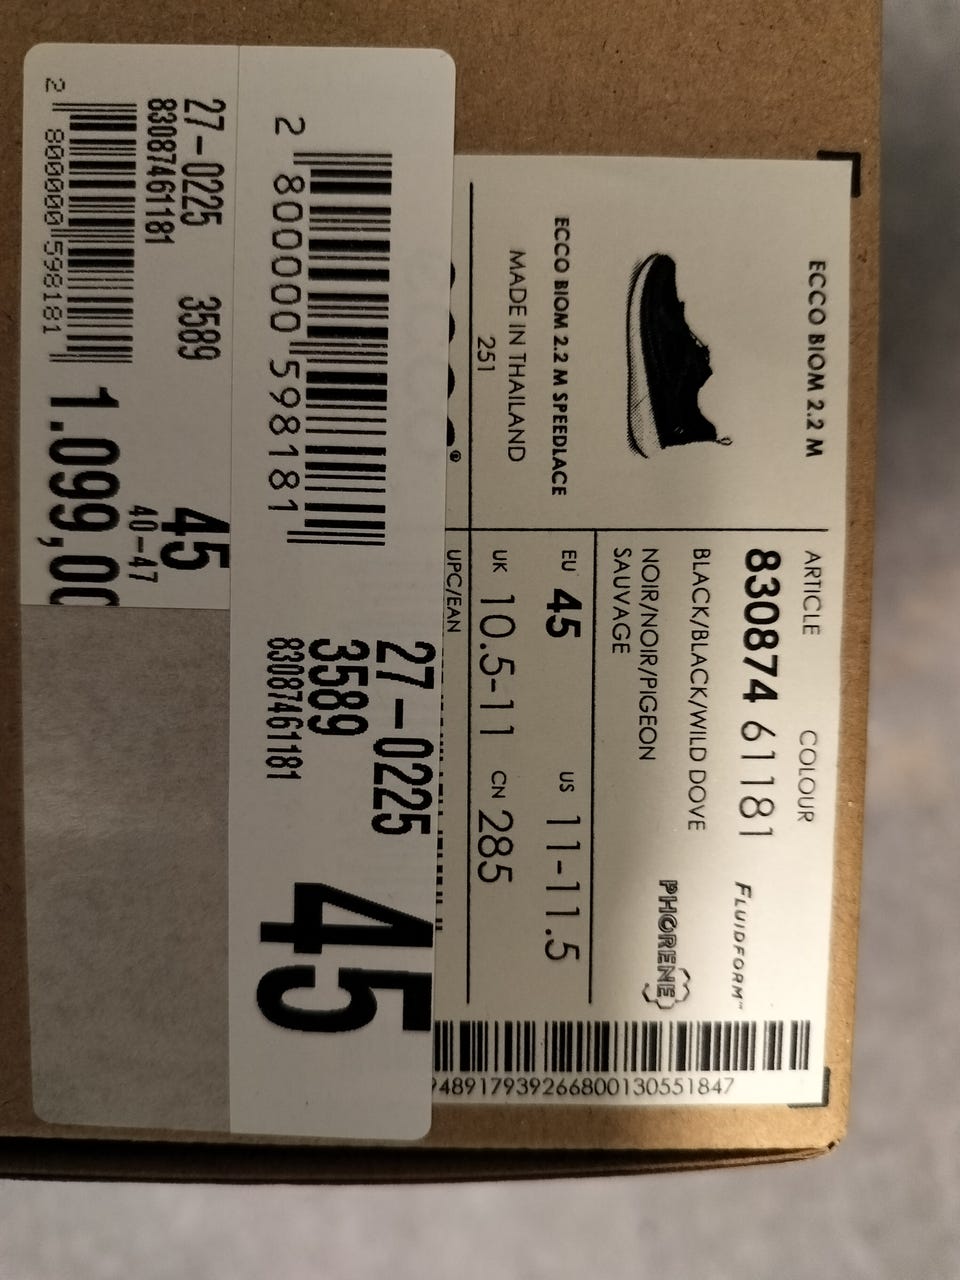 ECCO BIOM 2.2 M
ECCO BIOM 2.2 M SPEEDLACE
MADE IN THAILAND
251
ARTICLE COLOUR
830874 61181
FLUIDFORM™
BLACK/BLACK/WILD DOVE
PHORENE
NOIR/NOIR/PIGEON
SAUVAGE
EU 45 US 11-11.5
UK 10.5-11 CN 285
UPC/EAN
948917939266800130551847
2 800000 598181
27-0225
3589
83087461181
45
27-0225 3589
83087461181
45
40-47
2 800000 598181
1.099,00